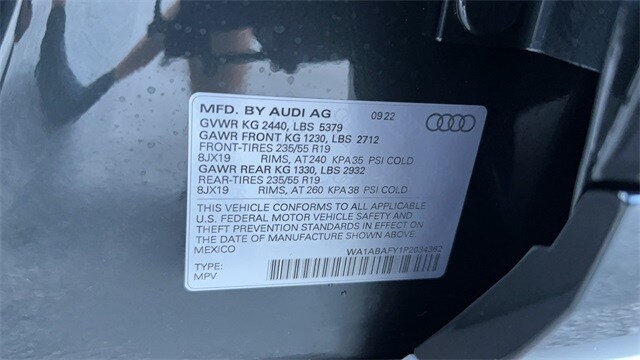 MFD. BY AUDI AG 09.22
GVWR KG 2440, LBS 5379
GAWR FRONT KG 1230, LBS 2712
FRONT-TIRES 235/55 R19
8JX19 RIMS, AT 240 KPA 35 PSI COLD
GAWR REAR KG 1330, LBS 2932
REAR-TIRES 235/55 R19
8JX19 RIMS, AT 260 KPA 38 PSI COLD
THIS VEHICLE CONFORMS TO ALL APPLICABLE
U.S. FEDERAL MOTOR VEHICLE SAFETY AND
THEFT PREVENTION STANDARDS IN EFFECT ON
THE DATE OF MANUFACTURE SHOWN ABOVE.
MEXICO
TYPE:
MPV